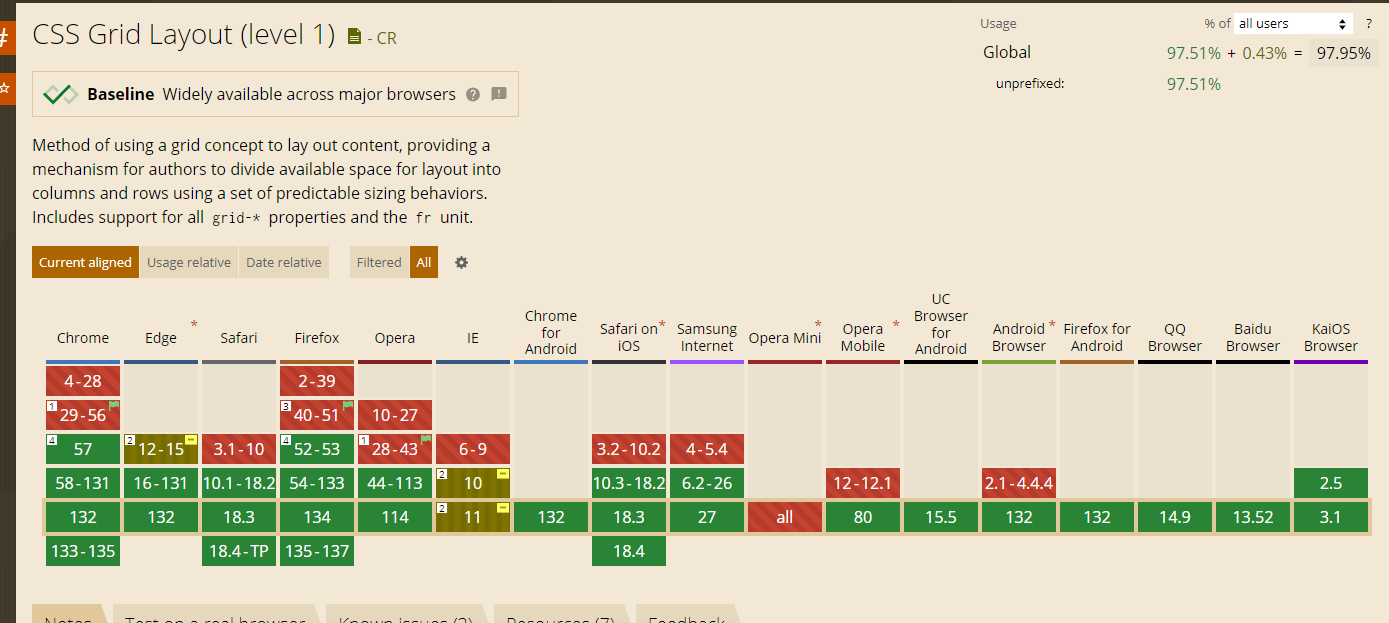 #
CSS Grid Layout (level 1) - CR
Usage % of all users ?
Global 97.51% + 0.43% = 97.95%
unprefixed: 97.51%
Baseline Widely available across major browsers ?
Method of using a grid concept to lay out content, providing a
mechanism for authors to divide available space for layout into
columns and rows using a set of predictable sizing behaviors.
Includes support for all grid-* properties and the fr unit.
Current aligned Usage relative Date relative Filtered All
Chrome Edge * Safari Firefox Opera IE Chrome for Android Safari on iOS * Samsung Internet Opera Mini * Opera Mobile * UC Browser for Android Android Browser * Firefox for Android QQ Browser Baidu Browser KaiOS Browser
4-28 2-39
1 29-56 3 40-51 10-27
4 57 2 12-15 3.1-10 4 52-53 1 28-43 6-9 3.2-10.2 4-5.4
58-131 16-131 10.1-18.2 54-133 44-113 2 10 10.3-18.2 6.2-26 12-12.1 2.1-4.4.4 2.5
132 132 18.3 134 114 2 11 132 18.3 27 all 80 15.5 132 132 14.9 13.52 3.1
133-135 18.4-TP 135-137 18.4
Notes Test on a real browser Known issues (2) Resources (7) Feedback